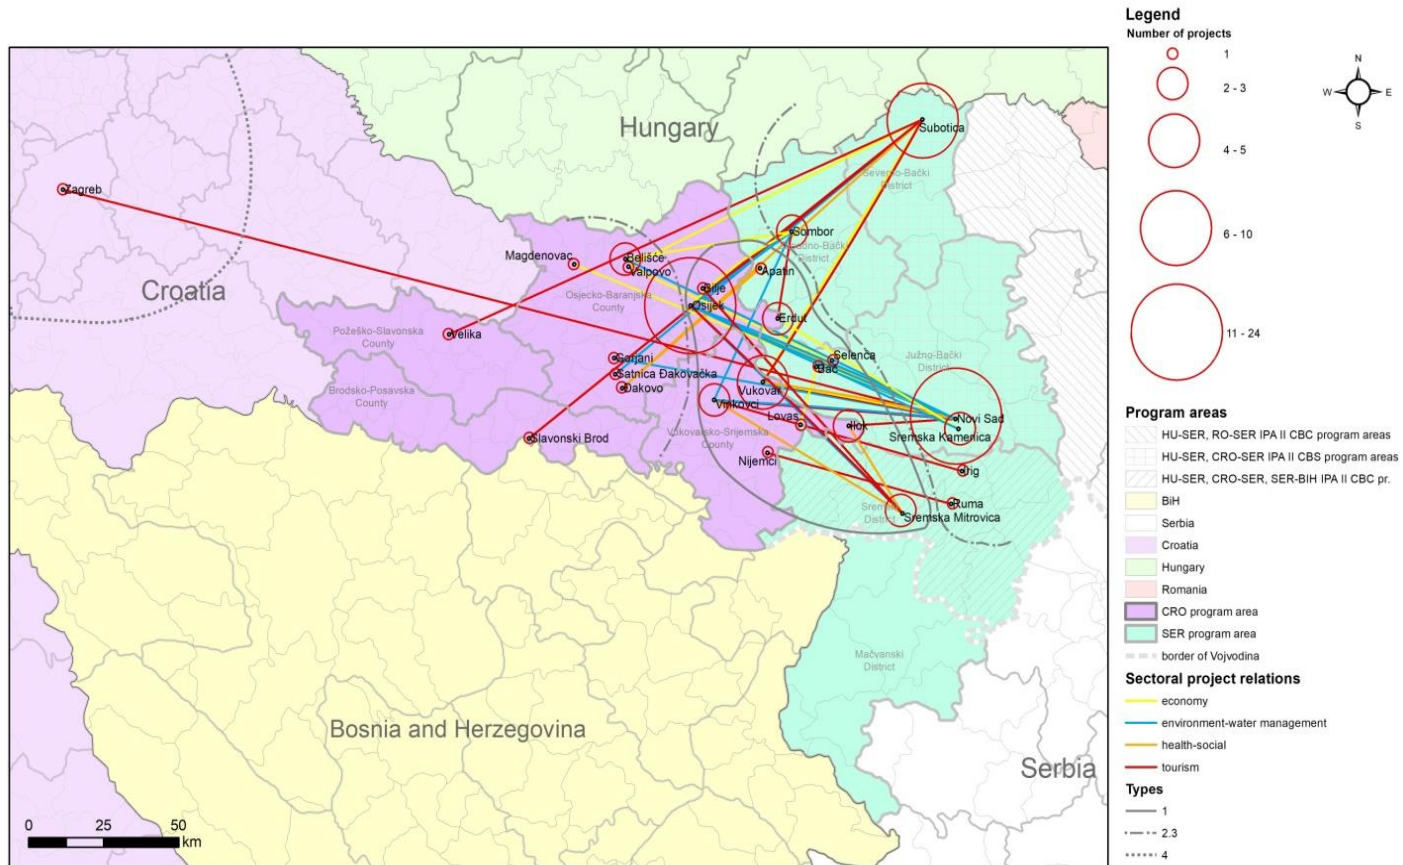 Legend
Number of projects
1
2 - 3
4 - 5
6 - 10
11 - 24
N
W
E
S
Program areas
HU-SER, RO-SER IPA II CBC program areas
HU-SER, CRO-SER IPA II CBS program areas
HU-SER, CRO-SER, SER-BIH IPA II CBC pr.
BiH
Serbia
Croatia
Hungary
Romania
CRO program area
SER program area
border of Vojvodina
Sectoral project relations
economy
environment-water management
health-social
tourism
Types
1
2.3
4
Hungary
Subotica
Severno-Bački
District
Zagreb
Sombor
District
Magdenovac
Belišće
Valpovo
Apatin
Croatia
Osjecko-Baranjska
County
Bilje
Osijek
Erdut
Požeško-Slavonska
County
Velika
Gorjani
Selenca
Bač
Južno-Bački
District
Satnica Đakovačka
Đakovo
Brodsko-Posavska
County
Vukovar
Vinkovci
Lovas
Ilok
Novi Sad
Sremska Kamenica
Slavonski Brod
Vukovarsko-Srijemska
County
Nijemci
Irig
Ruma
District
Sremska Mitrovica
Mačvanski
District
Bosnia and Herzegovina
Serbia
0 25 50
km